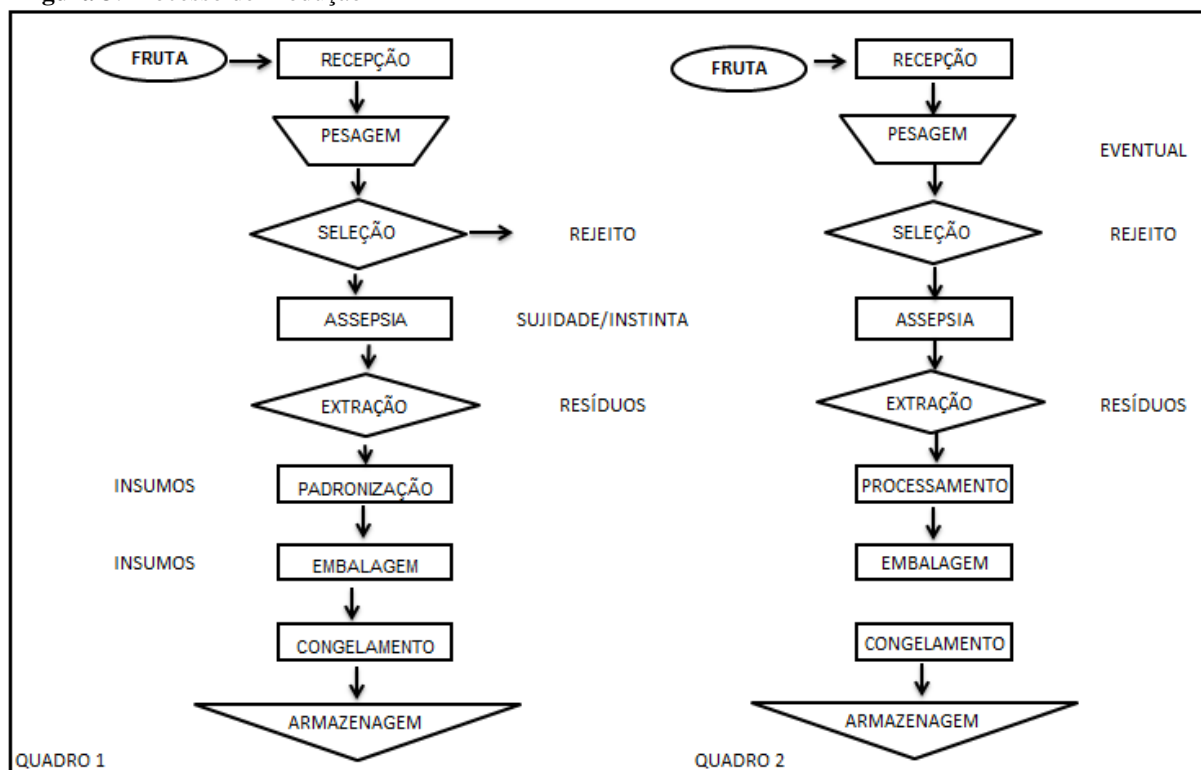 FRUTA
RECEPÇÃO
PESAGEM
SELEÇÃO
REJEITO
ASSEPSIA
SUJIDADE/INSTINTA
EXTRAÇÃO
RESÍDUOS
INSUMOS
PADRONIZAÇÃO
INSUMOS
EMBALAGEM
CONGELAMENTO
ARMAZENAGEM
QUADRO 1
FRUTA
RECEPÇÃO
PESAGEM
EVENTUAL
SELEÇÃO
REJEITO
ASSEPSIA
EXTRAÇÃO
RESÍDUOS
PROCESSAMENTO
EMBALAGEM
CONGELAMENTO
ARMAZENAGEM
QUADRO 2